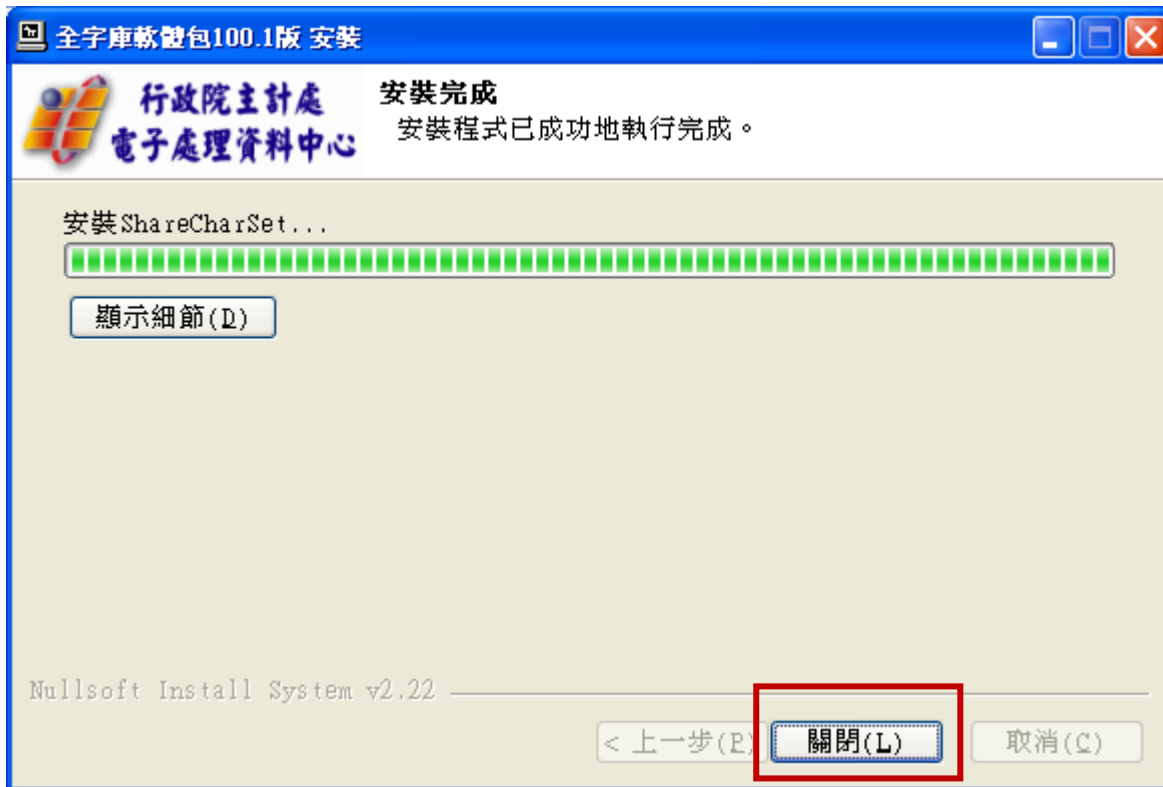 全字庫軟體包100.1版 安裝
行政院主計處
電子處理資料中心
安裝完成
安裝程式已成功地執行完成。
安裝ShareCharSet...
顯示細節(D)
Nullsoft Install System v2.22
< 上一步(P)
關閉(L)
取消(C)